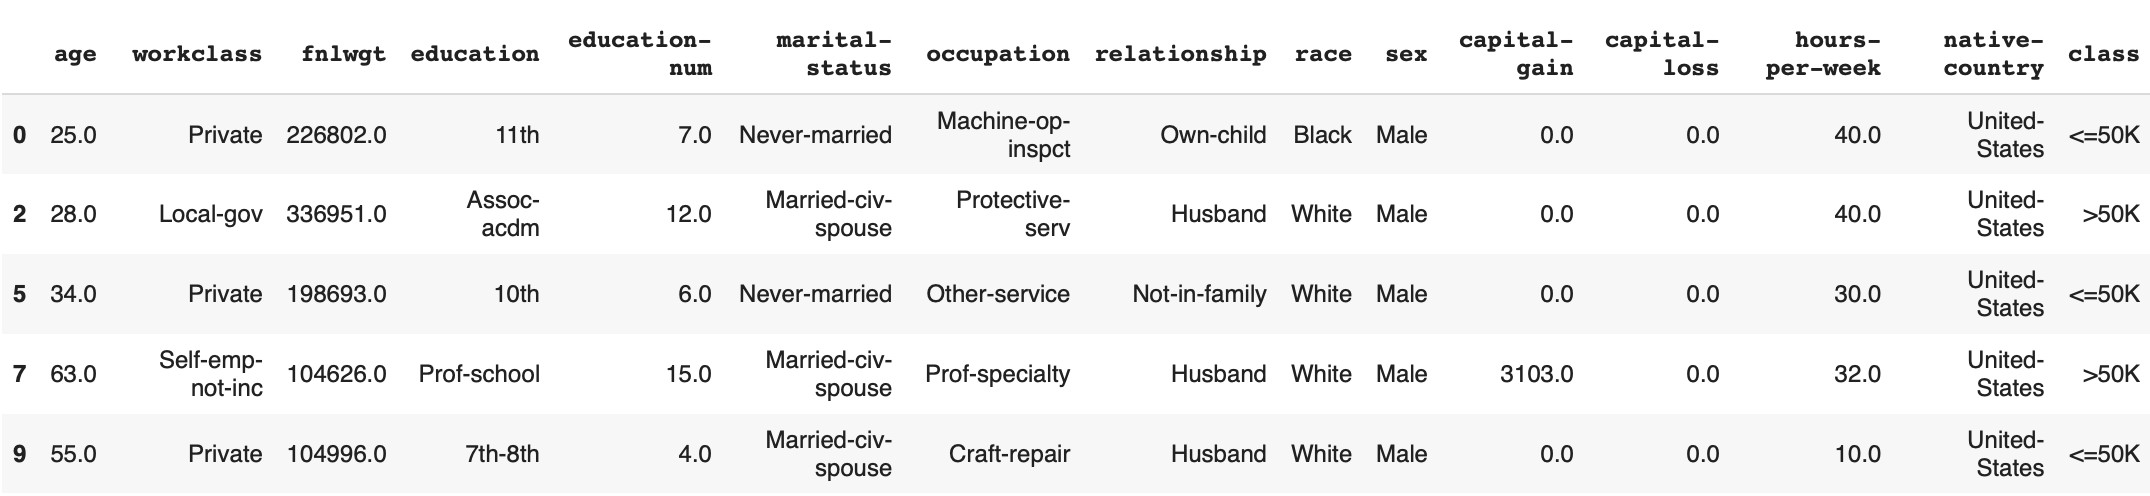 age workclass fnlwgt education education-num marital-status occupation relationship race sex capital-gain capital-loss hours-per-week native-country class
0 25.0 Private 226802.0 11th 7.0 Never-married Machine-op-inspct Own-child Black Male 0.0 0.0 40.0 United-States <=50K
2 28.0 Local-gov 336951.0 Assoc-acdm 12.0 Married-civ-spouse Protective-serv Husband White Male 0.0 0.0 40.0 United-States >50K
5 34.0 Private 198693.0 10th 6.0 Never-married Other-service Not-in-family White Male 0.0 0.0 30.0 United-States <=50K
7 63.0 Self-emp-not-inc 104626.0 Prof-school 15.0 Married-civ-spouse Prof-specialty Husband White Male 3103.0 0.0 32.0 United-States >50K
9 55.0 Private 104996.0 7th-8th 4.0 Married-civ-spouse Craft-repair Husband White Male 0.0 0.0 10.0 United-States <=50K